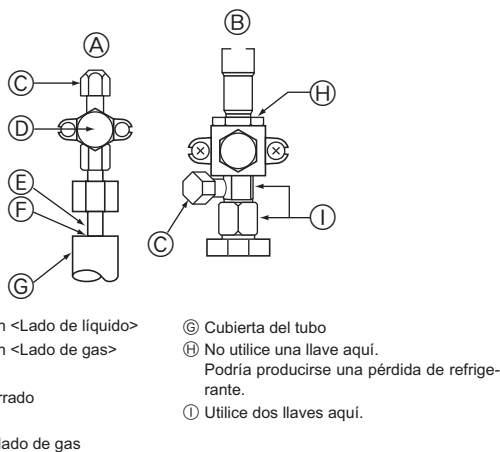 Ⓐ
Ⓑ
Ⓒ
Ⓗ
Ⓓ
Ⓔ
Ⓕ
Ⓒ
Ⓘ
Ⓖ
<Lado de líquido>
<Lado de gas>
lado de gas
Ⓖ Cubierta del tubo
Ⓗ No utilice una llave aquí.
Podría producirse una pérdida de refrige-
rante.
Ⓘ Utilice dos llaves aquí.